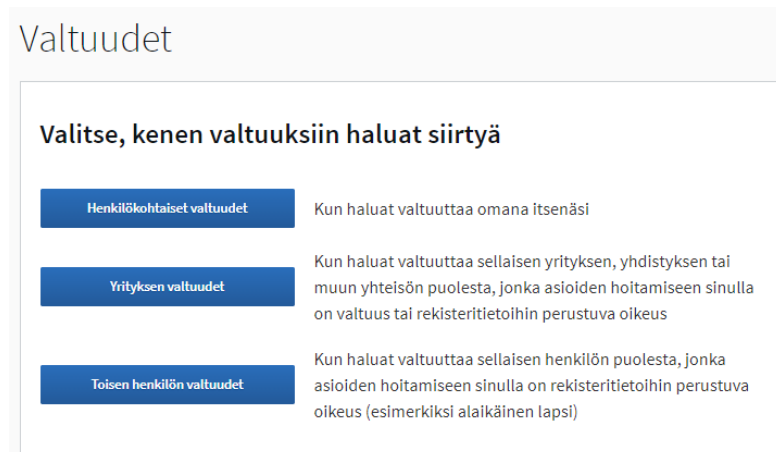 Valtuudet
Valitse, kenen valtuuksiin haluat siirtyä
Henkilökohtaiset valtuudet
Kun haluat valtuuttaa omana itsenäsi
Yrityksen valtuudet
Kun haluat valtuuttaa sellaisen yrityksen, yhdistyksen tai
muun yhteisön puolesta, jonka asioiden hoitamiseen sinulla
on valtuus tai rekisteritietoihin perustuva oikeus
Toisen henkilön valtuudet
Kun haluat valtuuttaa sellaisen henkilön puolesta, jonka
asioiden hoitamiseen sinulla on rekisteritietoihin perustuva
oikeus (esimerkiksi alaikäinen lapsi)